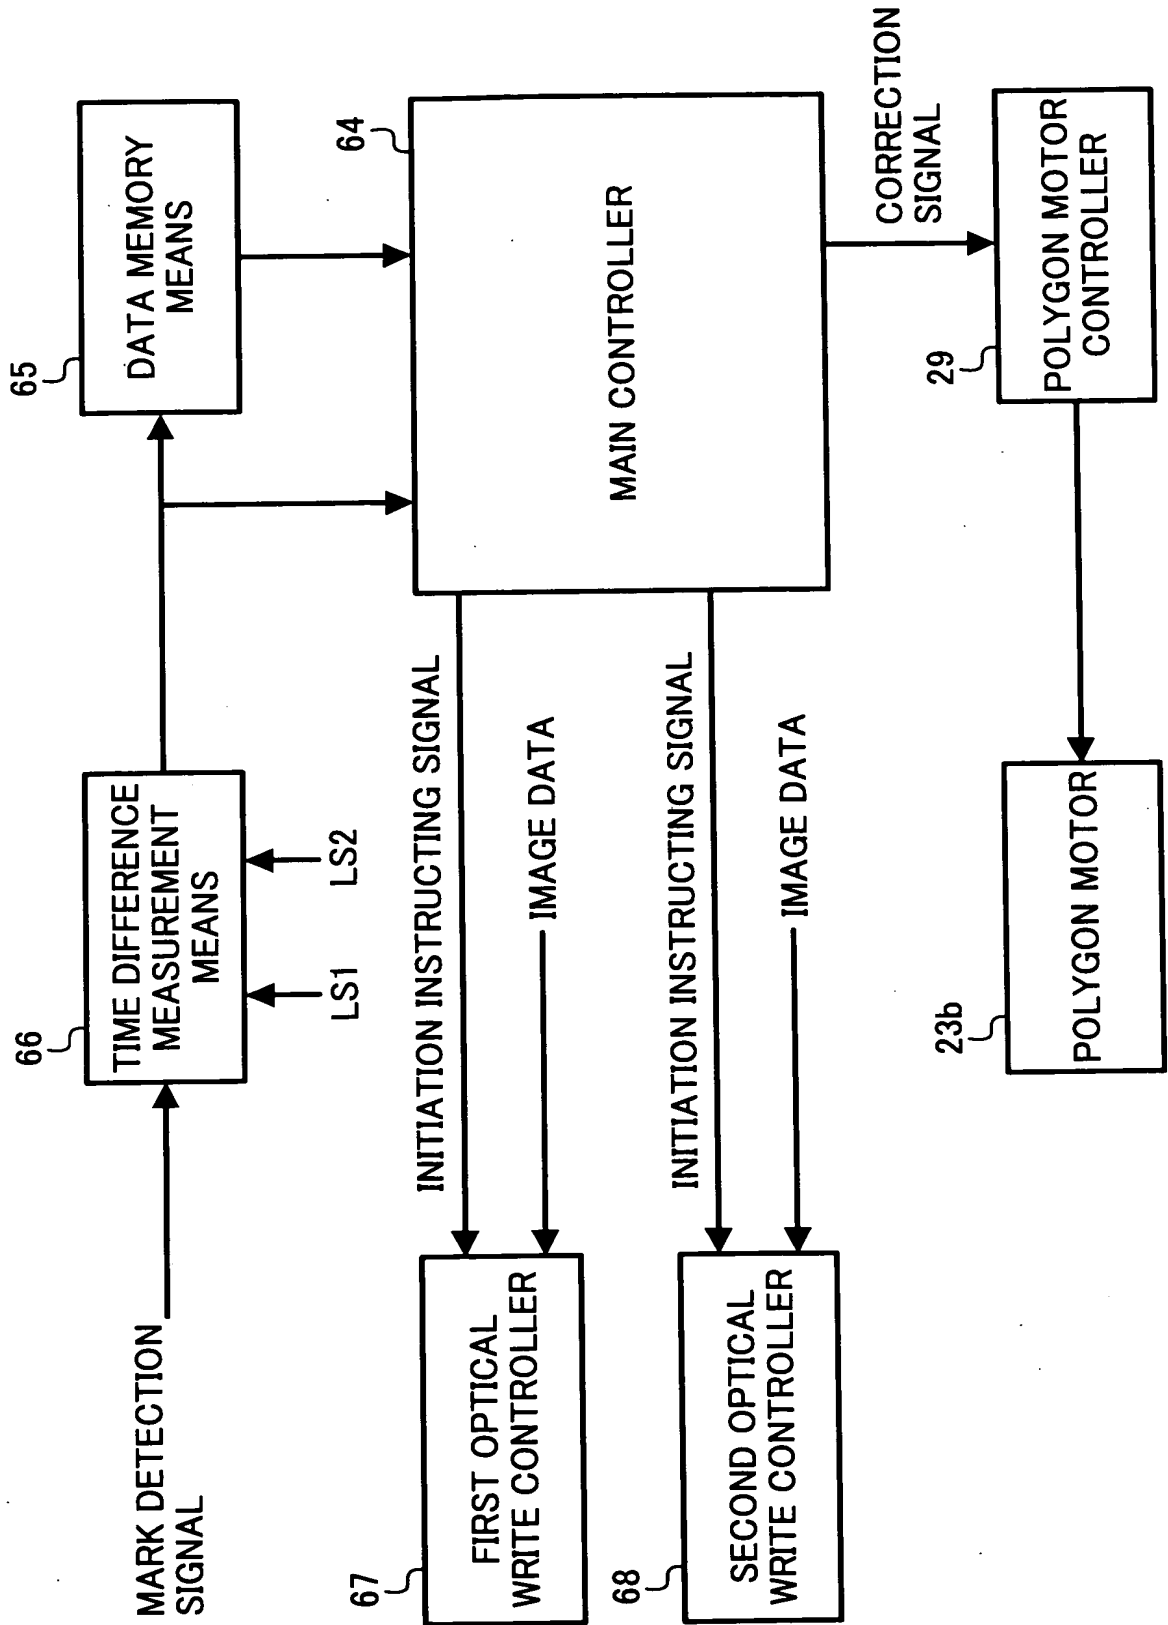 MARK DETECTION
SIGNAL
66
TIME DIFFERENCE
MEASUREMENT
MEANS
LS1
LS2
65
DATA MEMORY
MEANS
64
MAIN CONTROLLER
INITIATION INSTRUCTING SIGNAL
IMAGE DATA
67
FIRST OPTICAL
WRITE CONTROLLER
INITIATION INSTRUCTING SIGNAL
IMAGE DATA
68
SECOND OPTICAL
WRITE CONTROLLER
CORRECTION
SIGNAL
29
POLYGON MOTOR
CONTROLLER
23b
POLYGON MOTOR